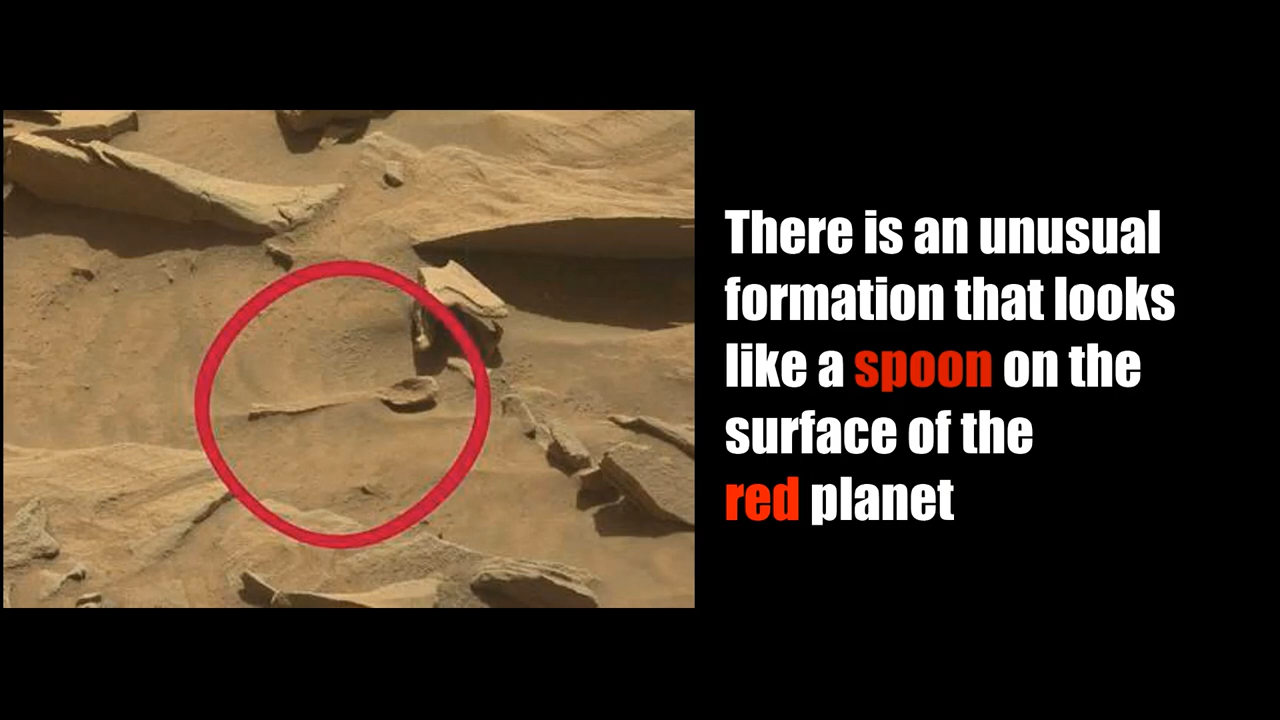 There is an unusual
formation that looks
like a spoon on the
surface of the
red planet